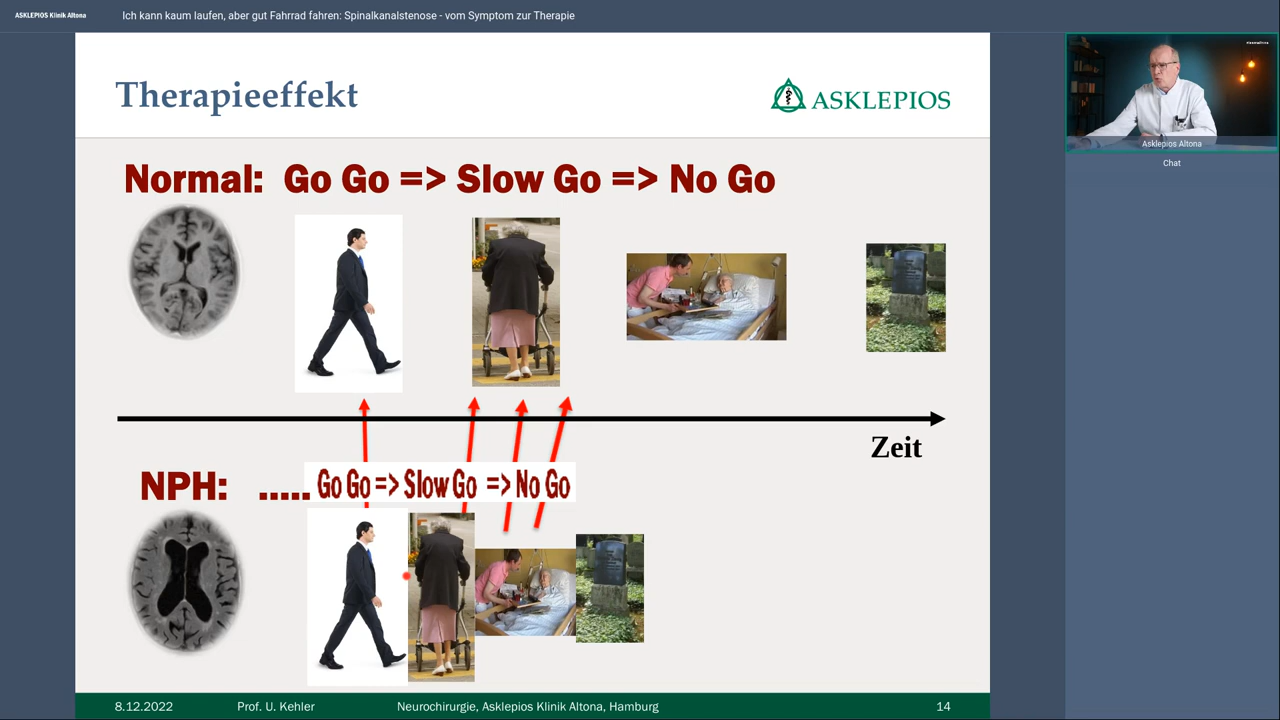 ASKLEPIOS Klinik Altona
Ich kann kaum laufen, aber gut Fahrrad fahren: Spinalkanalstenose - vom Symptom zur Therapie
Therapieeffekt
ASKLEPIOS
Asklepios Altona
Chat
Normal: Go Go => Slow Go => No Go
Zeit
NPH: ..... Go Go => Slow Go => No Go
8.12.2022
Prof. U. Kehler
Neurochirurgie, Asklepios Klinik Altona, Hamburg
14